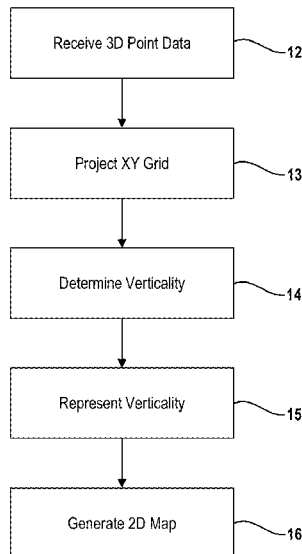 Receive 3D Point Data
12
Project XY Grid
13
Determine Verticality
14
Represent Verticality
15
Generate 2D Map
16